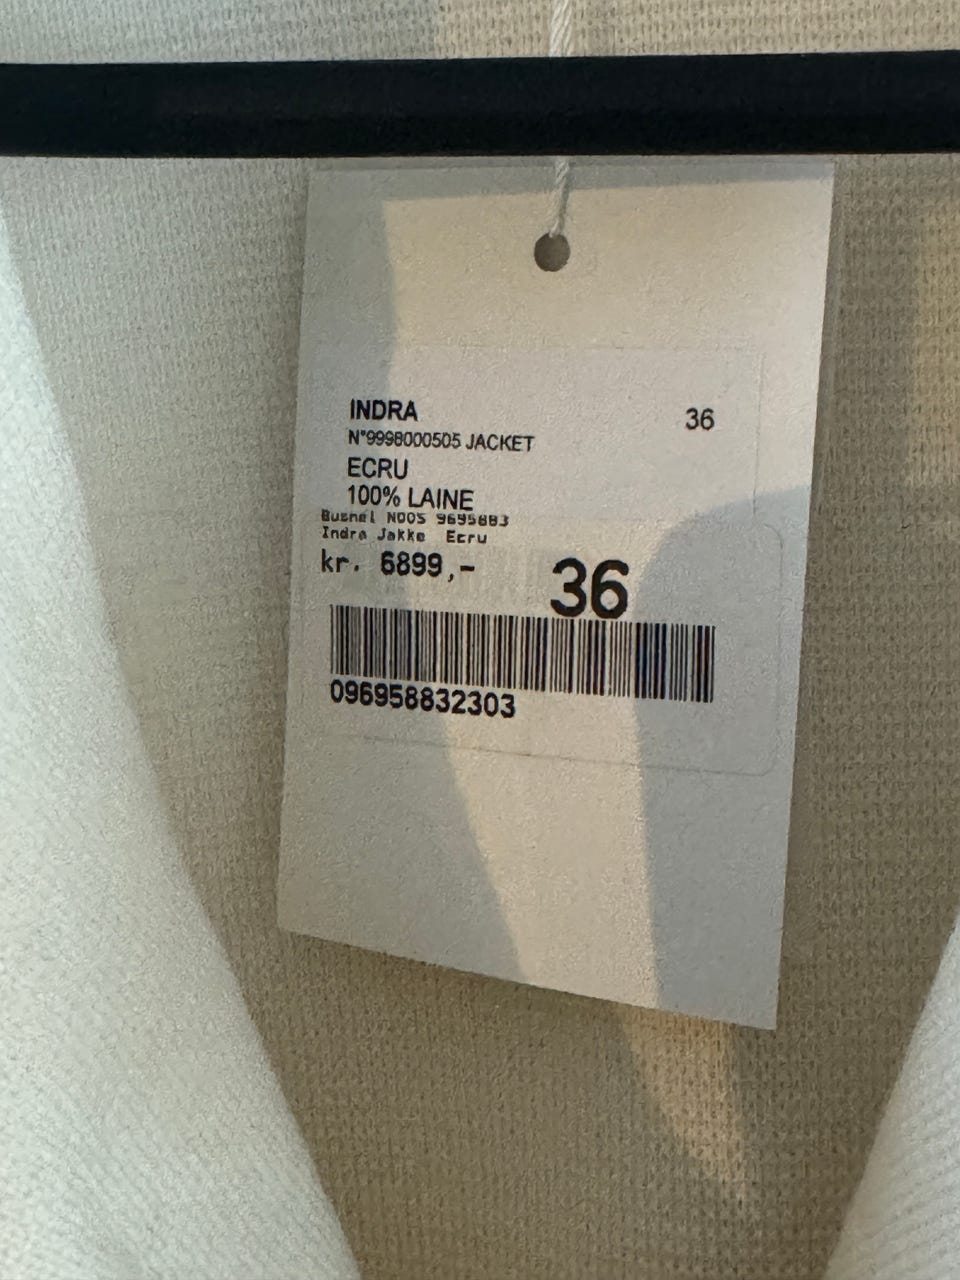 INDRA 36
N°9998000505 JACKET
ECRU
100% LAINE
Busnel NOOS 9695883
Indra Jakke Ecru
kr. 6899,- 36
096958832303